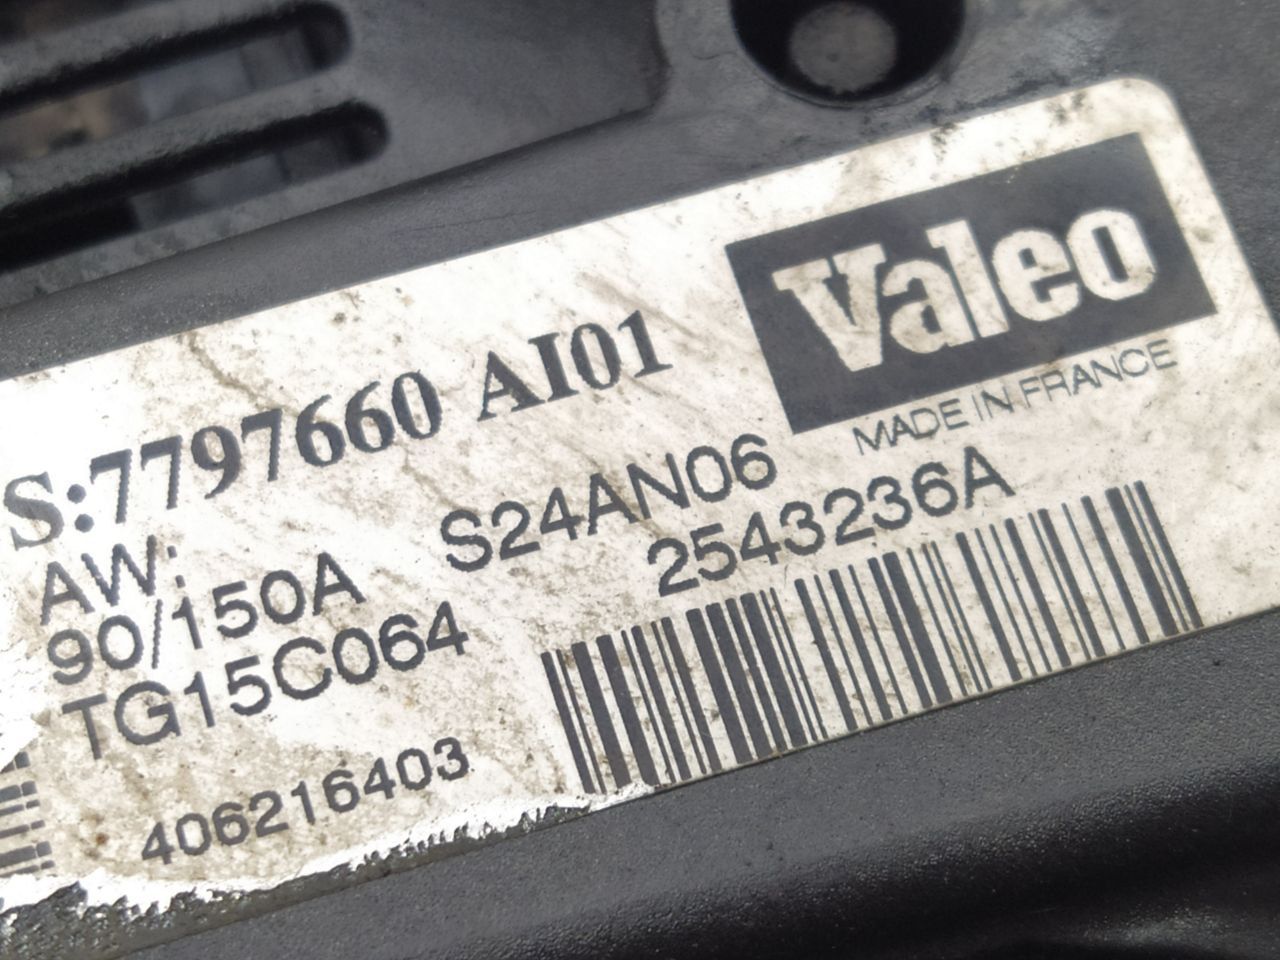 Valeo
MADE IN FRANCE
S:7797660 AI01
AW:
S24AN06
90/150A
2543236A
TG15C064
406216403